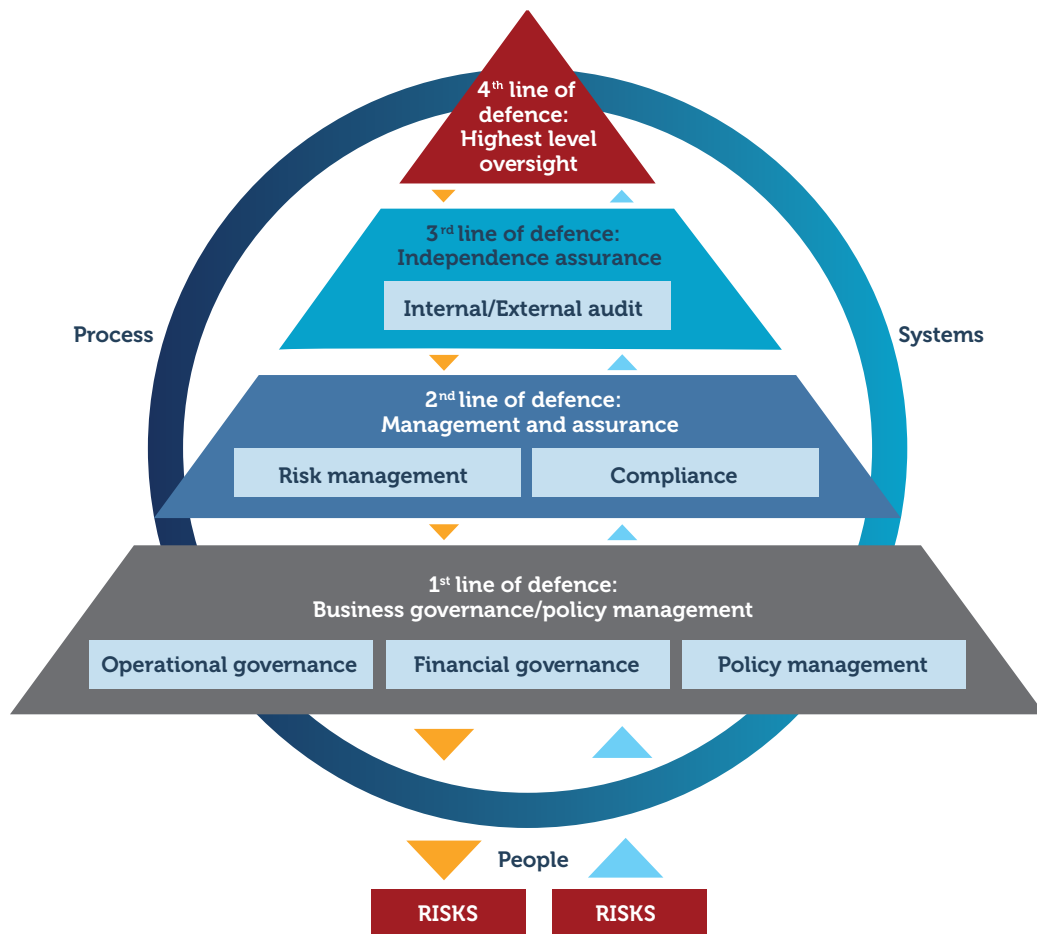 4th line of
defence:
Highest level
oversight
3rd line of defence:
Independence assurance
Internal/External audit
Process
Systems
2nd line of defence:
Management and assurance
Risk management
Compliance
1st line of defence:
Business governance/policy management
Operational governance
Financial governance
Policy management
People
RISKS
RISKS